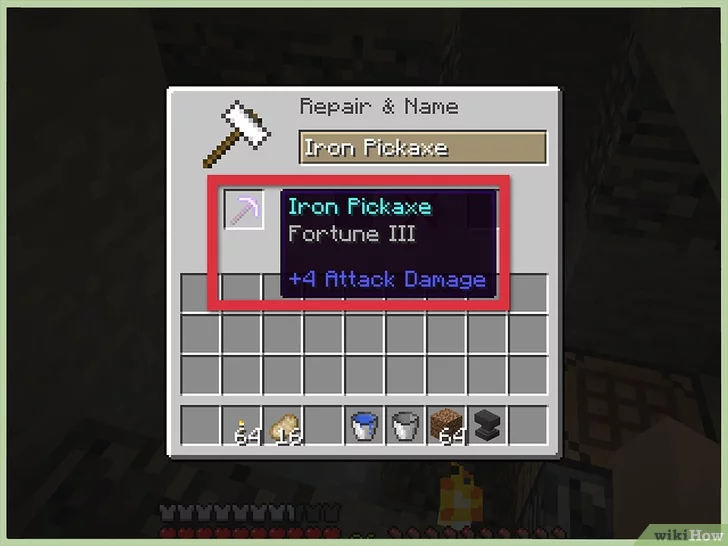 Repair & Name
Iron Pickaxe
Iron Pickaxe
Fortune III
+4 Attack Damage
64
16
64
wikiHow